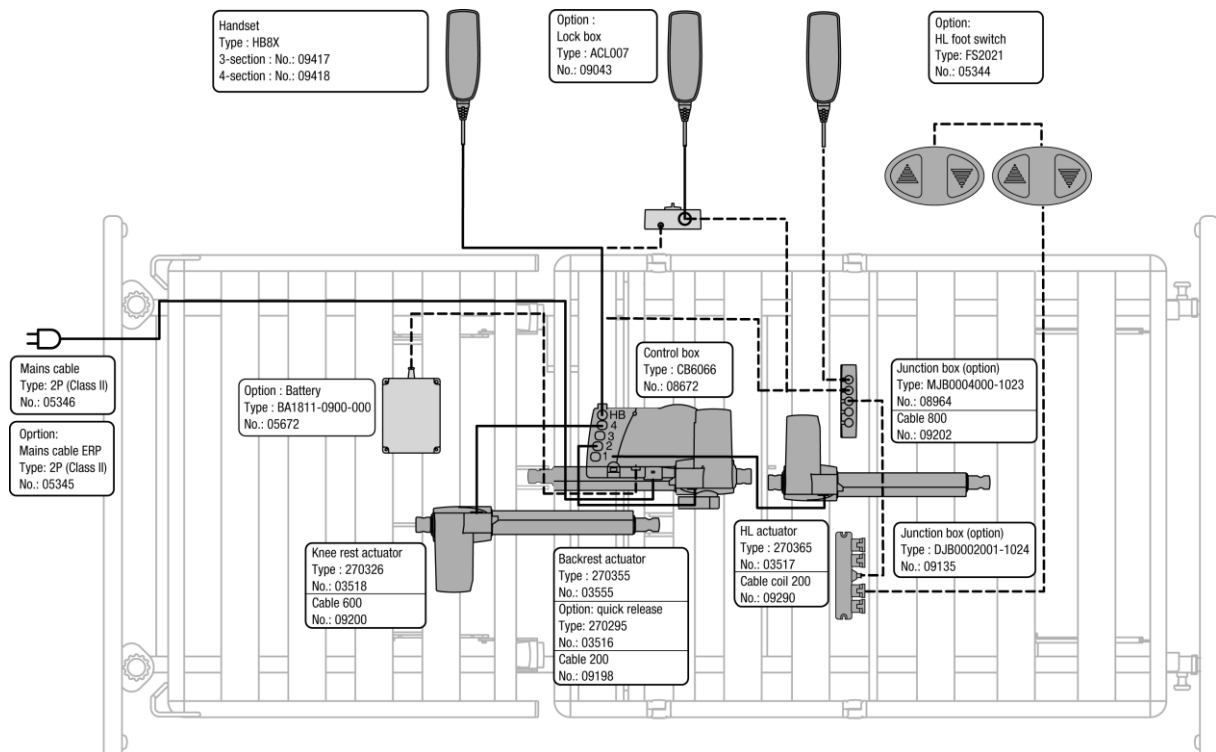 Handset
Type : HB8X
3-section : No.: 09417
4-section : No.: 09418
Option :
Lock box
Type : ACL007
No.: 09043
Option:
HL foot switch
Type: FS2021
No.: 05344
Mains cable
Type: 2P (Class II)
No.: 05346
Oprtion:
Mains cable ERP
Type: 2P (Class II)
No.: 05345
Option : Battery
Type : BA1811-0900-000
No.: 05672
Control box
Type : CB6066
No.: 08672
HB
4
3
2
1
Junction box (option)
Type: MJB0004000-1023
No.: 08964
Cable 800
No.: 09202
Knee rest actuator
Type : 270326
No.: 03518
Cable 600
No.: 09200
Backrest actuator
Type : 270355
No.: 03555
Option: quick release
Type: 270295
No.: 03516
Cable 200
No.: 09198
HL actuator
Type : 270365
No.: 03517
Cable coil 200
No.: 09290
Junction box (option)
Type : DJB0002001-1024
No.: 09135